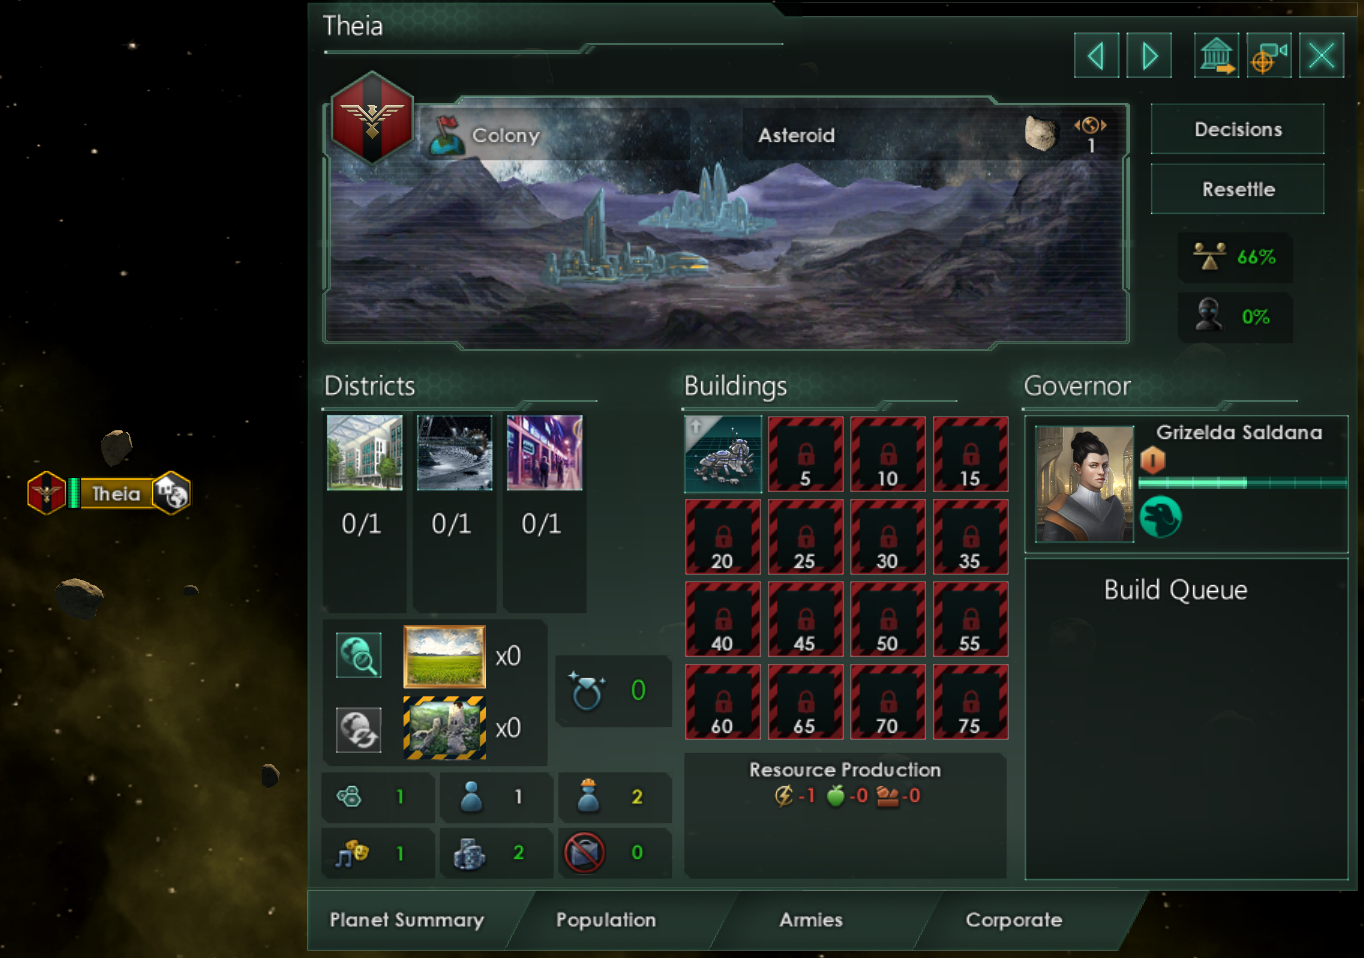 Theia
Colony
Asteroid
1
Decisions
Resettle
66%
0%
Districts
Buildings
Governor
0/1
0/1
0/1
5
10
15
20
25
30
35
40
45
50
55
60
65
70
75
Grizelda Saldana
Build Queue
Theia
x0
x0
0
1
1
2
1
2
0
Resource Production
-1 -0 -0
Planet Summary
Population
Armies
Corporate